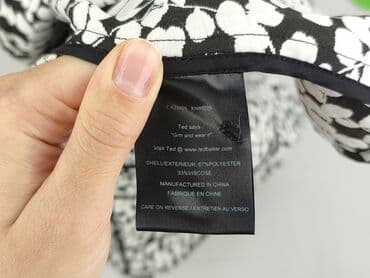 Ted says:
"Grin and wear it"
Visit Ted @ www.tedbaker.com
SHELL/EXTERIEUR, 67%POLYESTER
33%VISCOSE
MANUFACTURED IN CHINA
FABRIQUE EN CHINE
CARE ON REVERSE / ENTRETIEN AU VERSO